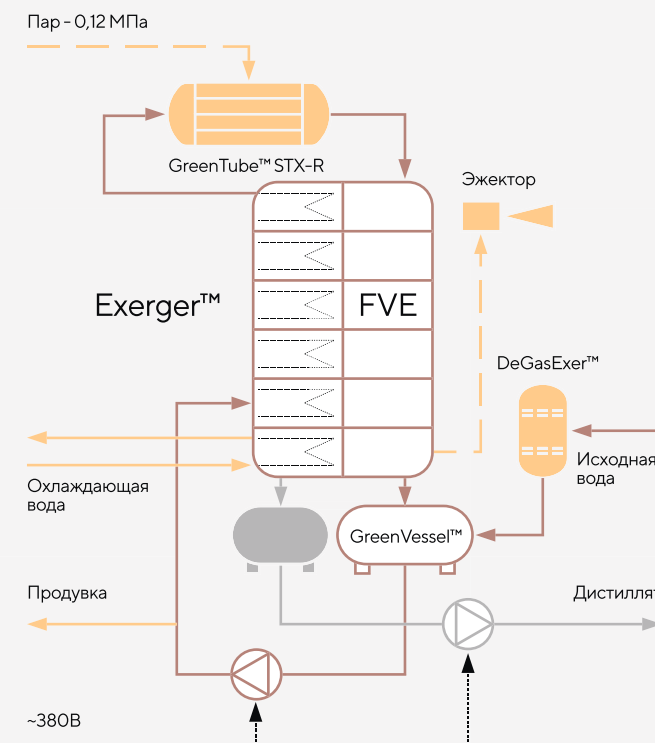 Пар - 0,12 МПа
GreenTube™ STX-R
Эжектор
Exerger™
FVE
DeGasExer™
Исходная
вода
Охлаждающая
вода
GreenVessel™
Продувка
Дистиллят
~380В